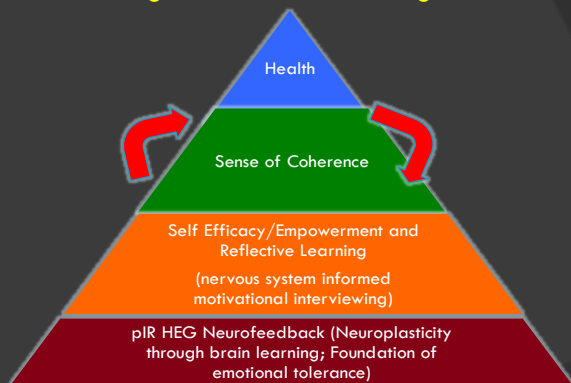 Health
Sense of Coherence
Self Efficacy/Empowerment and
Reflective Learning
(nervous system informed
motivational interviewing)
pIR HEG Neurofeedback (Neuroplasticity
through brain learning; Foundation of
emotional tolerance)